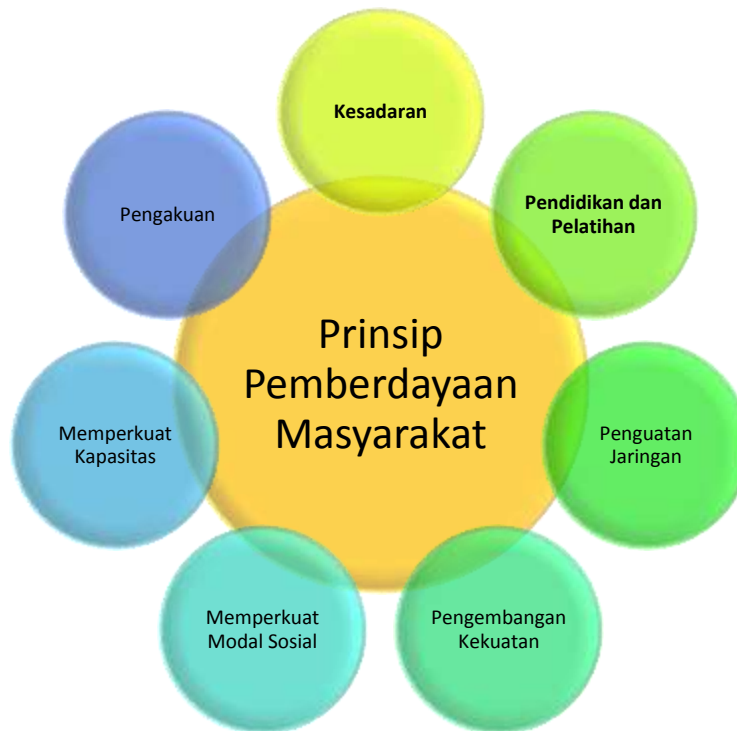 Kesadaran
Pendidikan dan
Pelatihan
Penguatan
Jaringan
Pengembangan
Kekuatan
Memperkuat
Modal Sosial
Memperkuat
Kapasitas
Pengakuan
Prinsip
Pemberdayaan
Masyarakat